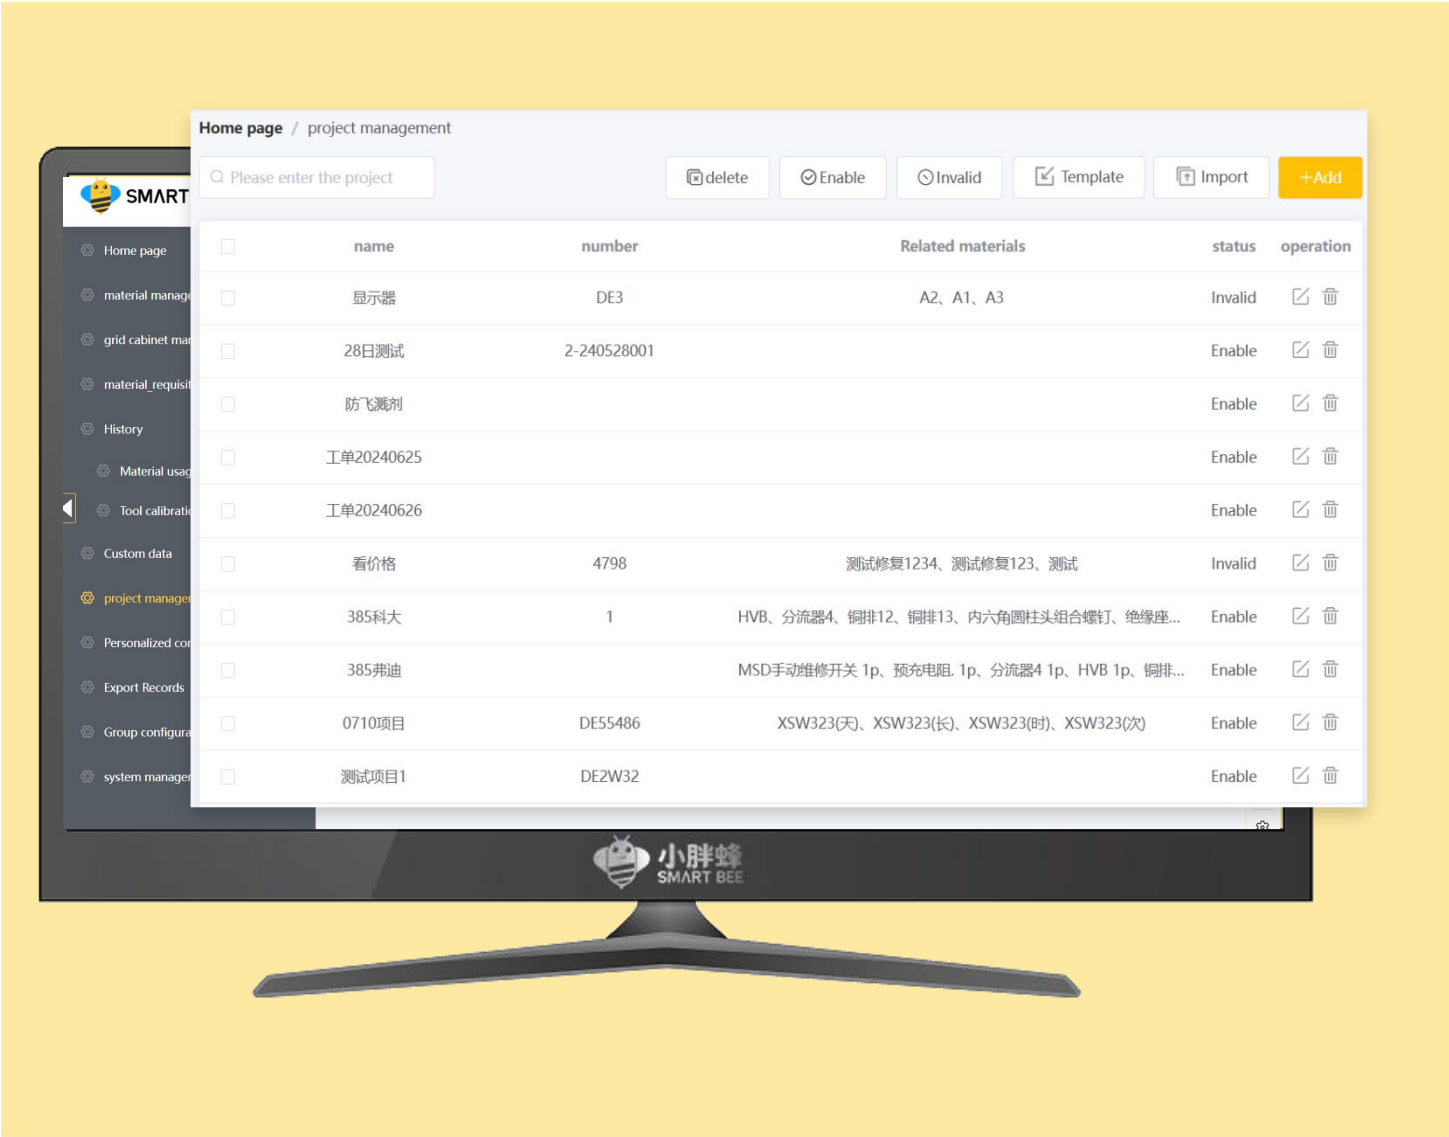 Home page / project management
Please enter the project
delete
Enable
Invalid
Template
Import
+Add
SMART
Home page
material manage
grid cabinet mar
material_requisit
History
Material usag
Tool calibratio
Custom data
project manager
Personalized cor
Export Records
Group configura
system manager
name number Related materials status operation
显示器 DE3 A2、A1、A3 Invalid
28日测试 2-240528001 Enable
防飞溅剂 Enable
工单20240625 Enable
工单20240626 Enable
看价格 4798 测试修复1234、测试修复123、测试 Invalid
385科大 1 HVB、分流器4、铜排12、铜排13、内六角圆柱头组合螺钉、绝缘座... Enable
385弗迪 MSD手动维修开关 1p、预充电阻. 1p、分流器4 1p、HVB 1p、铜排... Enable
0710项目 DE55486 XSW323(天)、XSW323(长)、XSW323(时)、XSW323(次) Enable
测试项目1 DE2W32 Enable
小胖蜂
SMART BEE